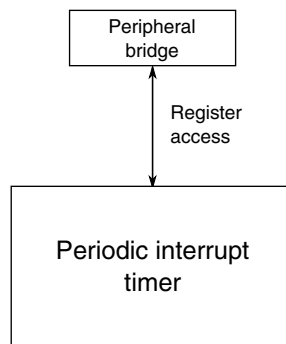 Peripheral
bridge
Register
access
Periodic interrupt
timer